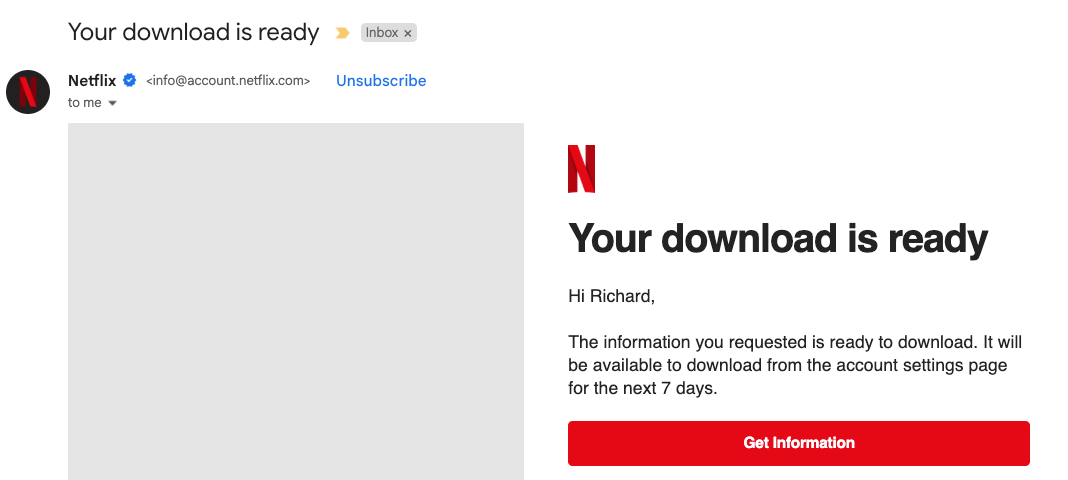 Your download is ready Inbox ×
Netflix <info@account.netflix.com> Unsubscribe
to me
Your download is ready
Hi Richard,
The information you requested is ready to download. It will
be available to download from the account settings page
for the next 7 days.
Get Information